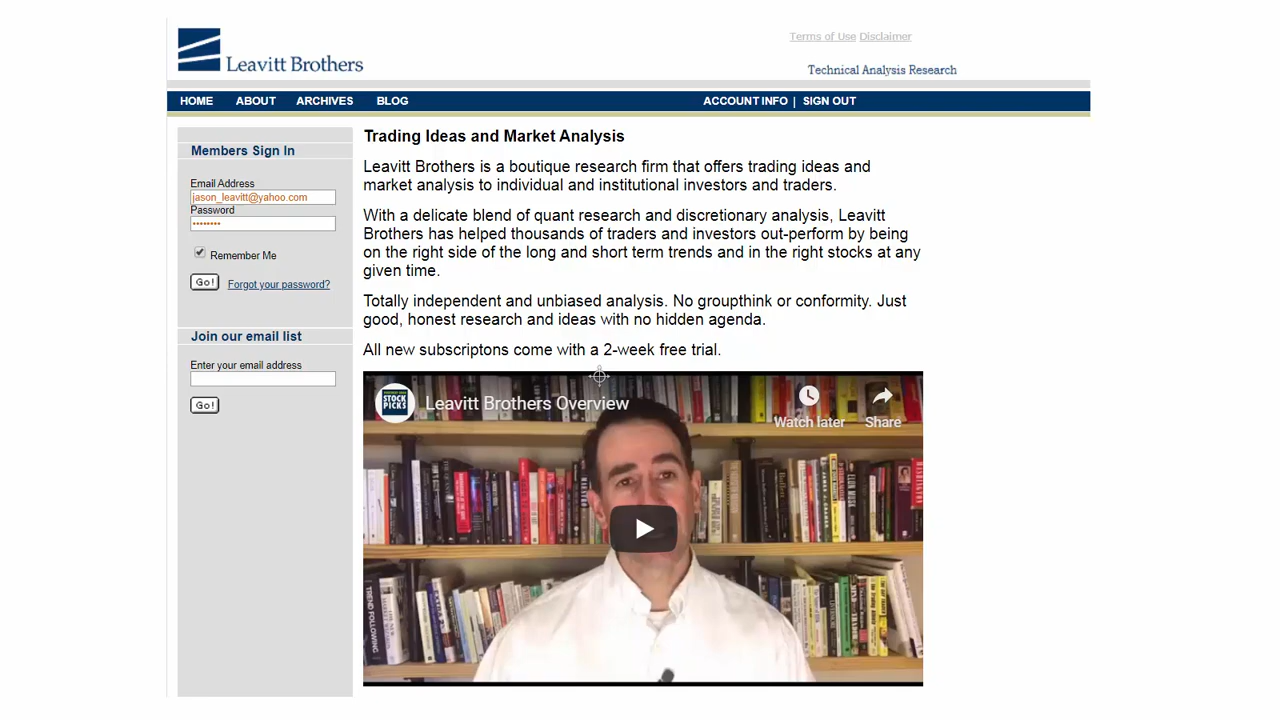 Leavitt Brothers
Terms of Use Disclaimer
Technical Analysis Research
HOME ABOUT ARCHIVES BLOG ACCOUNT INFO | SIGN OUT
Members Sign In
Email Address
jason_leavitt@yahoo.com
Password
••••••••
Remember Me
Go! Forgot your password?
Join our email list
Enter your email address
Go!
Trading Ideas and Market Analysis
Leavitt Brothers is a boutique research firm that offers trading ideas and
market analysis to individual and institutional investors and traders.
With a delicate blend of quant research and discretionary analysis, Leavitt
Brothers has helped thousands of traders and investors out-perform by being
on the right side of the long and short term trends and in the right stocks at any
given time.
Totally independent and unbiased analysis. No groupthink or conformity. Just
good, honest research and ideas with no hidden agenda.
All new subscriptons come with a 2-week free trial.
STOCK
PICKS
Leavitt Brothers Overview
Watch later
Share
TREND FOLLOWING
ELON MUSK
WASHINGTON